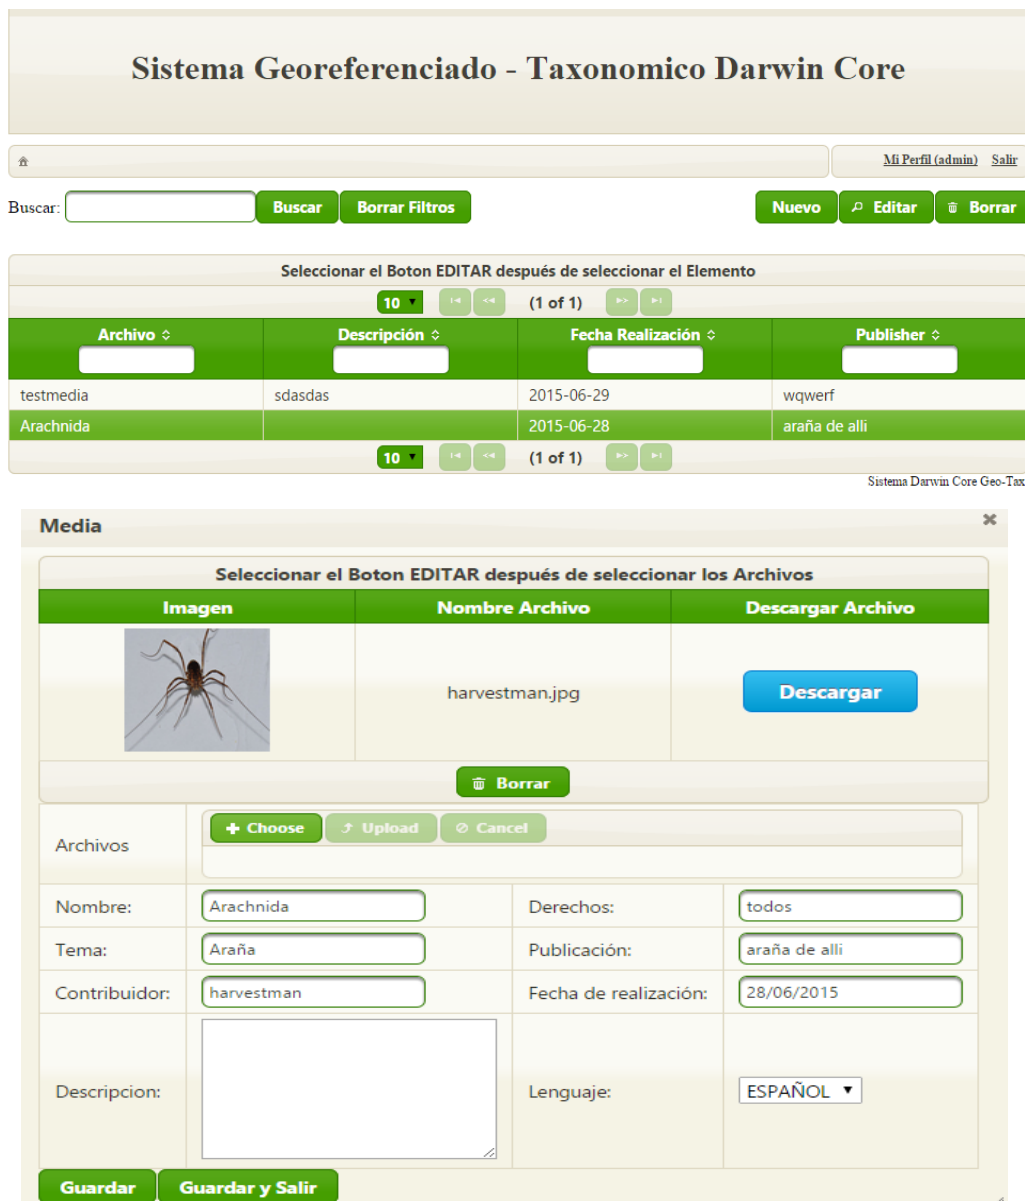 Sistema Georeferenciado - Taxonomico Darwin Core
Mi Perfil (admin) Salir
Buscar: Buscar Borrar Filtros Nuevo Editar Borrar
Seleccionar el Boton EDITAR después de seleccionar el Elemento
10 (1 of 1)
Archivo Descripción Fecha Realización Publisher
testmedia sdasdas 2015-06-29 wqwerf
Arachnida 2015-06-28 araña de alli
10 (1 of 1)
Sistema Darwin Core Geo-Tax
Media
Seleccionar el Boton EDITAR después de seleccionar los Archivos
Imagen Nombre Archivo Descargar Archivo
harvestman.jpg Descargar
Borrar
Archivos Choose Upload Cancel
Nombre: Arachnida Derechos: todos
Tema: Araña Publicación: araña de alli
Contribuidor: harvestman Fecha de realización: 28/06/2015
Descripcion: Lenguaje: ESPAÑOL
Guardar Guardar y Salir